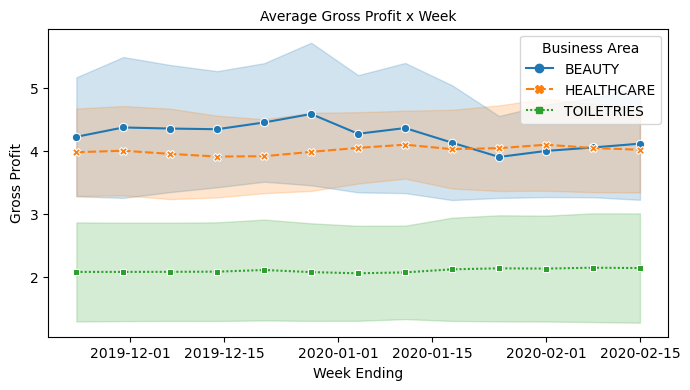 Average Gross Profit x Week
Business Area
BEAUTY
HEALTHCARE
TOILETRIES
Gross Profit
5
4
3
2
2019-12-01
2019-12-15
2020-01-01
2020-01-15
2020-02-01
2020-02-15
Week Ending